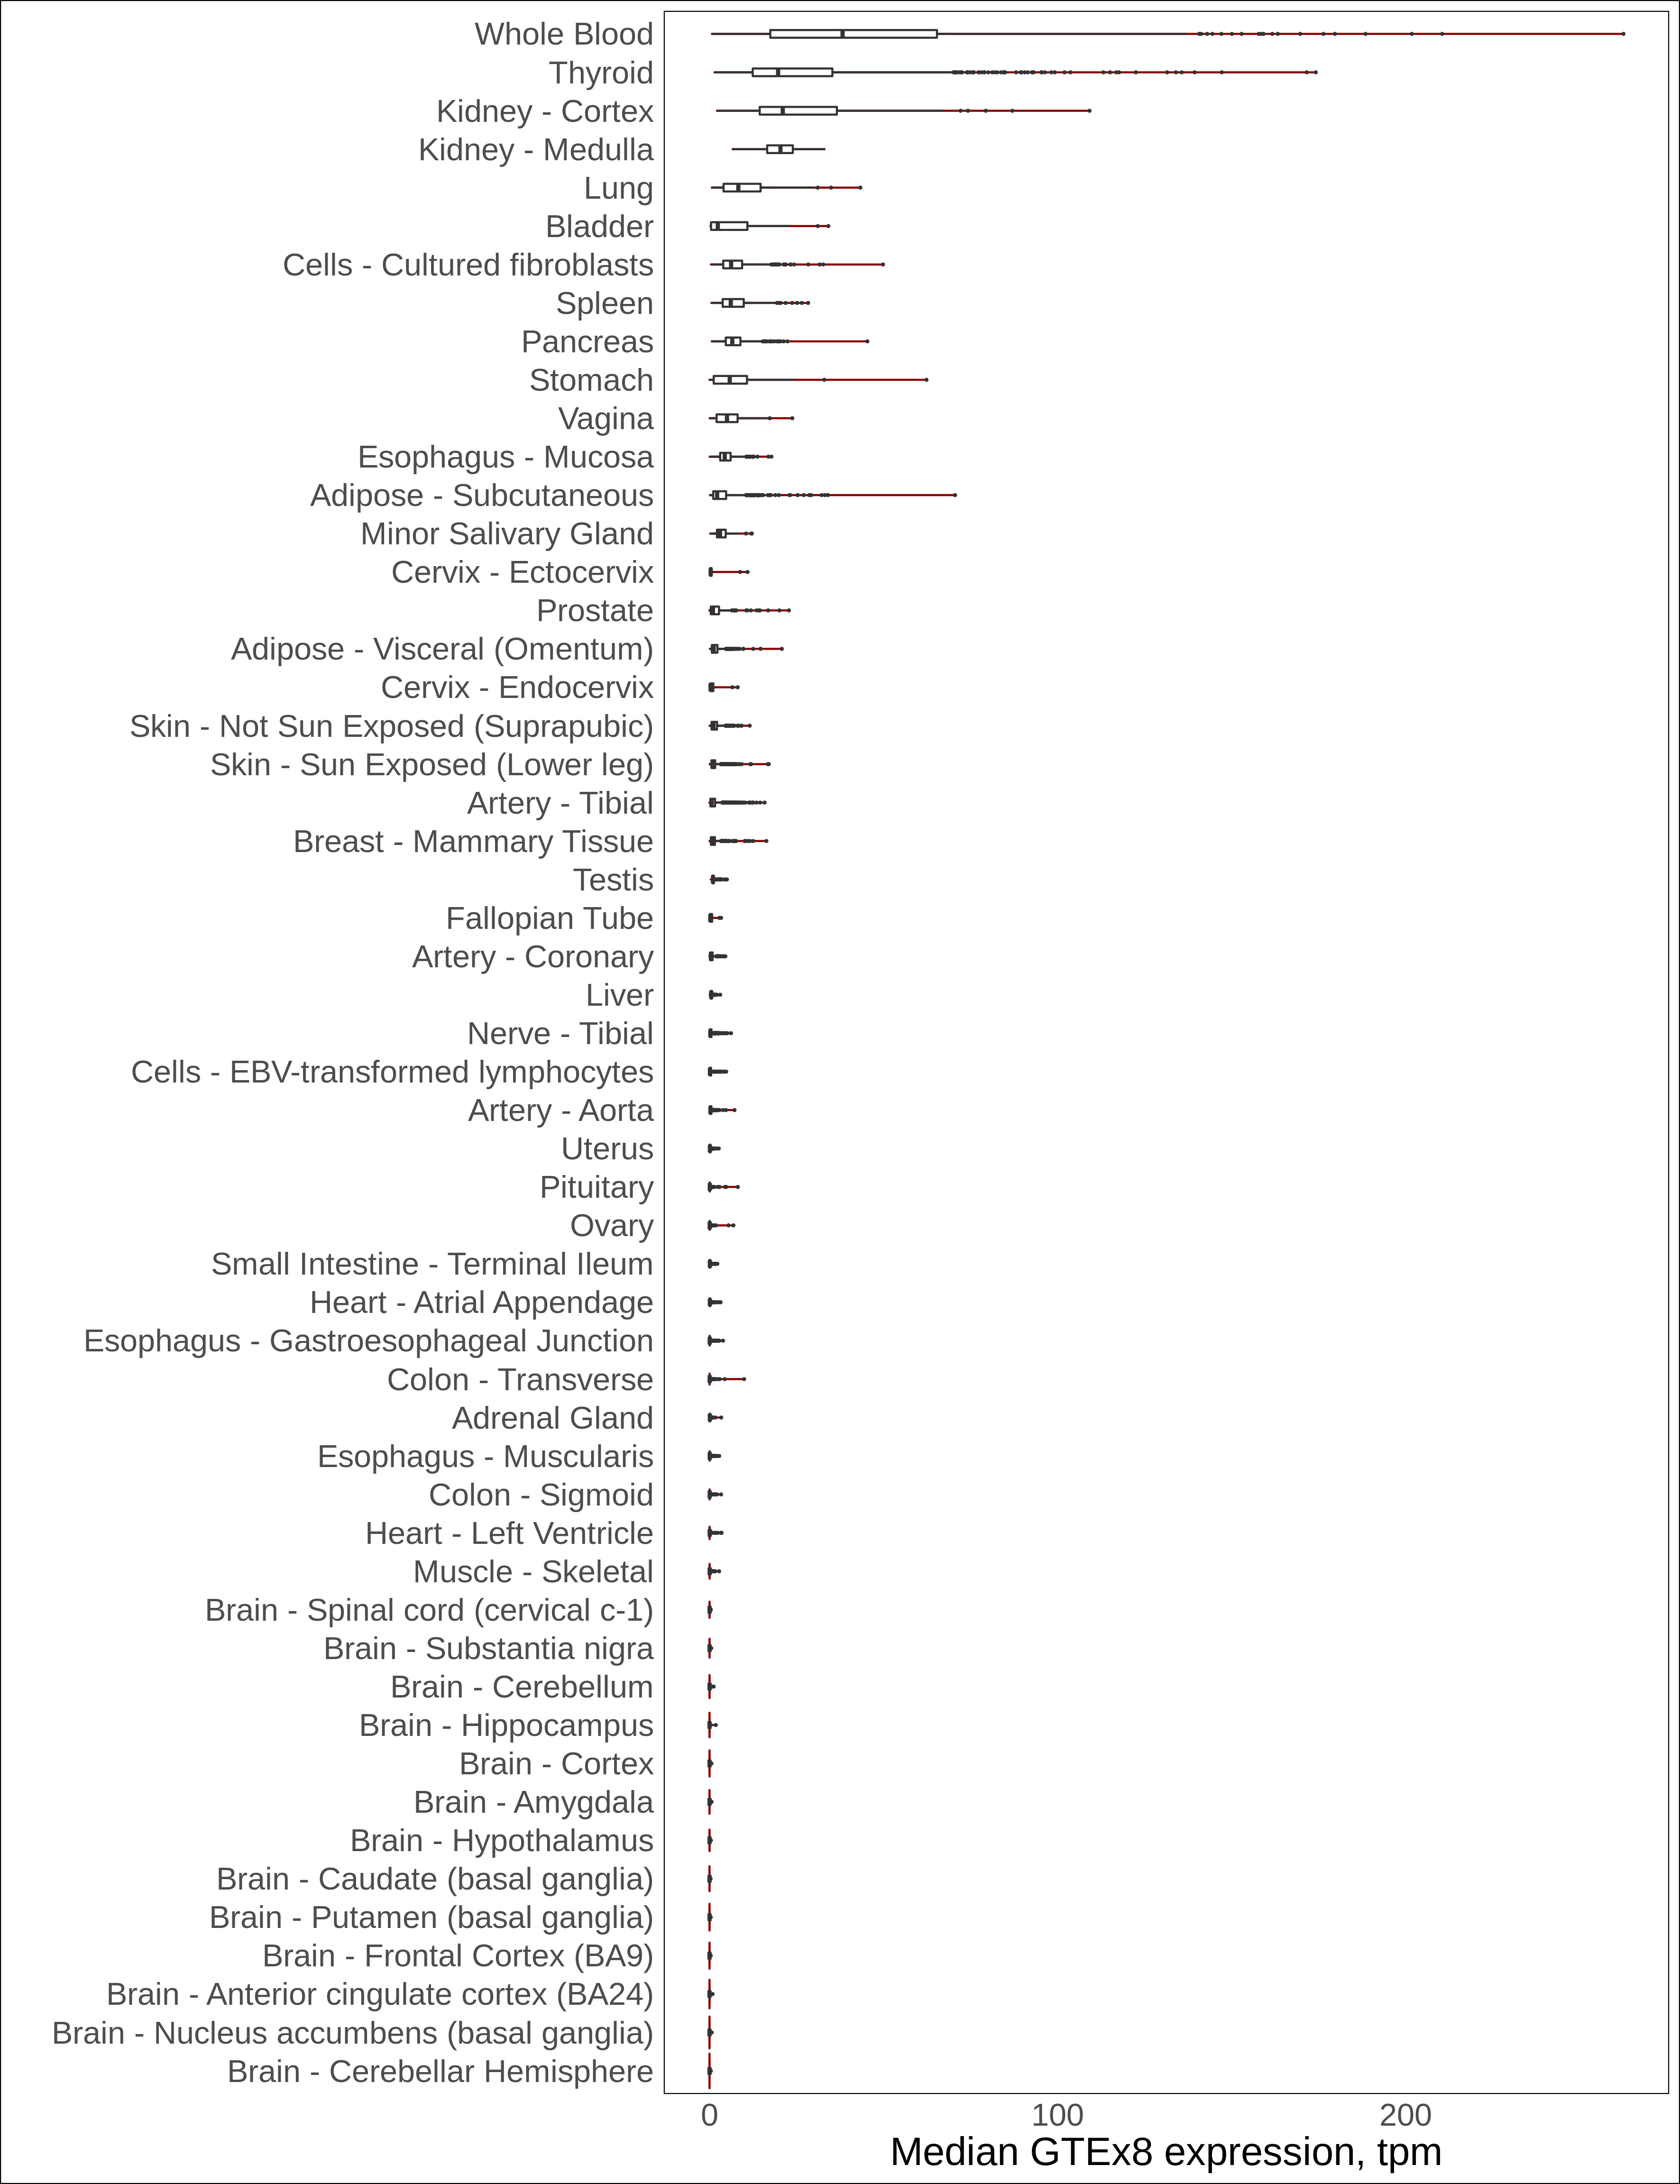 Whole Blood
Thyroid
Kidney - Cortex
Kidney - Medulla
Lung
Bladder
Cells - Cultured fibroblasts
Spleen
Pancreas
Stomach
Vagina
Esophagus - Mucosa
Adipose - Subcutaneous
Minor Salivary Gland
Cervix - Ectocervix
Prostate
Adipose - Visceral (Omentum)
Cervix - Endocervix
Skin - Not Sun Exposed (Suprapubic)
Skin - Sun Exposed (Lower leg)
Artery - Tibial
Breast - Mammary Tissue
Testis
Fallopian Tube
Artery - Coronary
Liver
Nerve - Tibial
Cells - EBV-transformed lymphocytes
Artery - Aorta
Uterus
Pituitary
Ovary
Small Intestine - Terminal Ileum
Heart - Atrial Appendage
Esophagus - Gastroesophageal Junction
Colon - Transverse
Adrenal Gland
Esophagus - Muscularis
Colon - Sigmoid
Heart - Left Ventricle
Muscle - Skeletal
Brain - Spinal cord (cervical c-1)
Brain - Substantia nigra
Brain - Cerebellum
Brain - Hippocampus
Brain - Cortex
Brain - Amygdala
Brain - Hypothalamus
Brain - Caudate (basal ganglia)
Brain - Putamen (basal ganglia)
Brain - Frontal Cortex (BA9)
Brain - Anterior cingulate cortex (BA24)
Brain - Nucleus accumbens (basal ganglia)
Brain - Cerebellar Hemisphere
0 100 200
Median GTEx8 expression, tpm